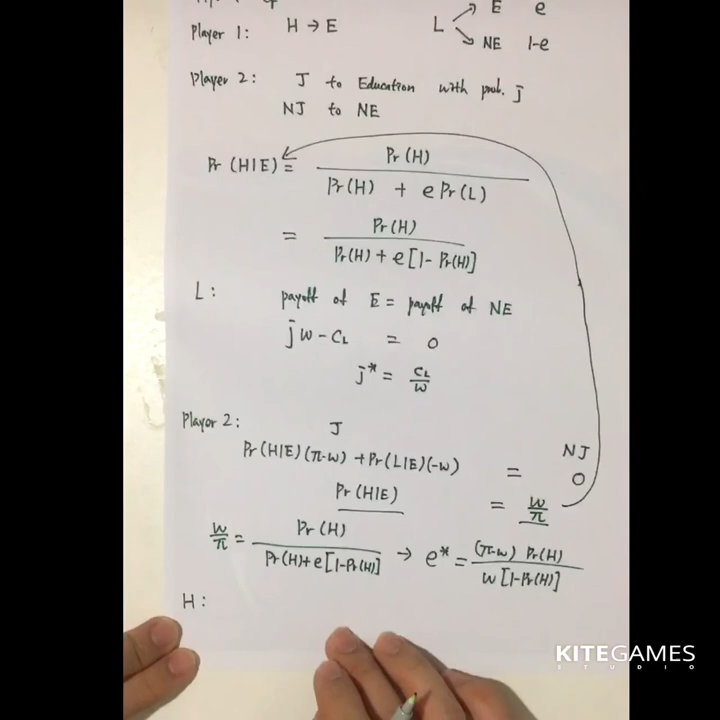 E e
Player 1: H → E L
NE 1-e
Player 2: J to Education with prob. j
NJ to NE
Pr(H|E) = Pr(H) / Pr(H) + e Pr(L)
= Pr(H) / Pr(H) + e[1-Pr(H)]
L: payoff of E = payoff of NE
jw - CL = 0
j* = CL/w
Player 2: J NJ
Pr(H|E)(π-w) + Pr(L|E)(-w) = 0
Pr(H|E) = w/π
w/π = Pr(H) / Pr(H)+e[1-Pr(H)] → e* = (π-w) Pr(H) / w[1-Pr(H)]
H:
KITEGAMES
STUDIO